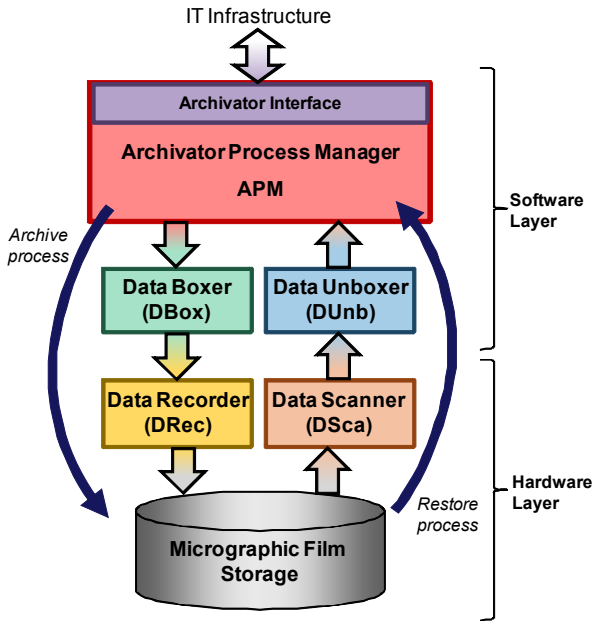 IT Infrastructure
Archivator Interface
Archivator Process Manager
APM
Software
Layer
Archive
process
Data Boxer
(DBox)
Data Unboxer
(DUnb)
Data Recorder
(DRec)
Data Scanner
(DSca)
Hardware
Layer
Restore
process
Micrographic Film
Storage